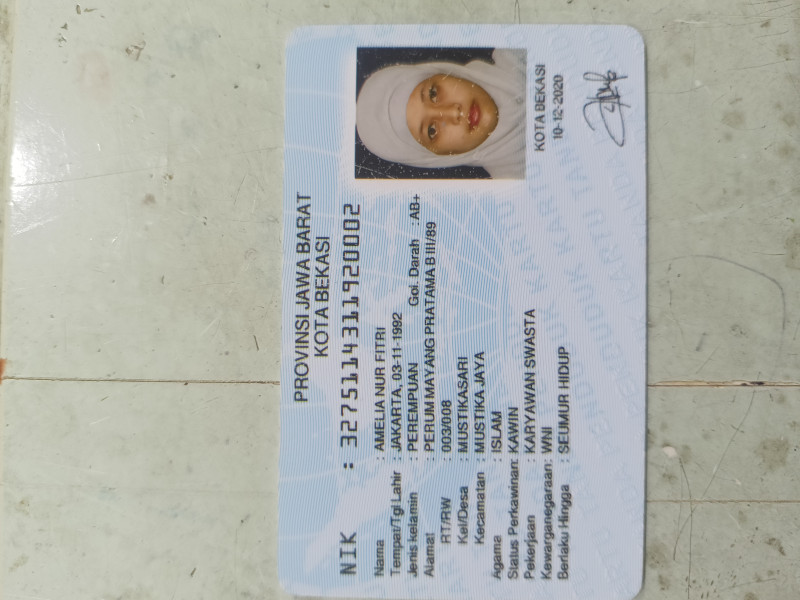 PROVINSI JAWA BARAT
KOTA BEKASI
NIK : 3275114311920002
Nama : AMELIA NUR FITRI
Tempat/Tgl Lahir : JAKARTA, 03-11-1992
Jenis kelamin : PEREMPUAN Gol. Darah : AB+
Alamat : PERUM MAYANG PRATAMA B III/89
RT/RW : 003/008
Kel/Desa : MUSTIKASARI
Kecamatan : MUSTIKA JAYA
Agama : ISLAM
Status Perkawinan: KAWIN
Pekerjaan : KARYAWAN SWASTA
Kewarganegaraan: WNI
Berlaku Hingga : SEUMUR HIDUP
KOTA BEKASI
10-12-2020